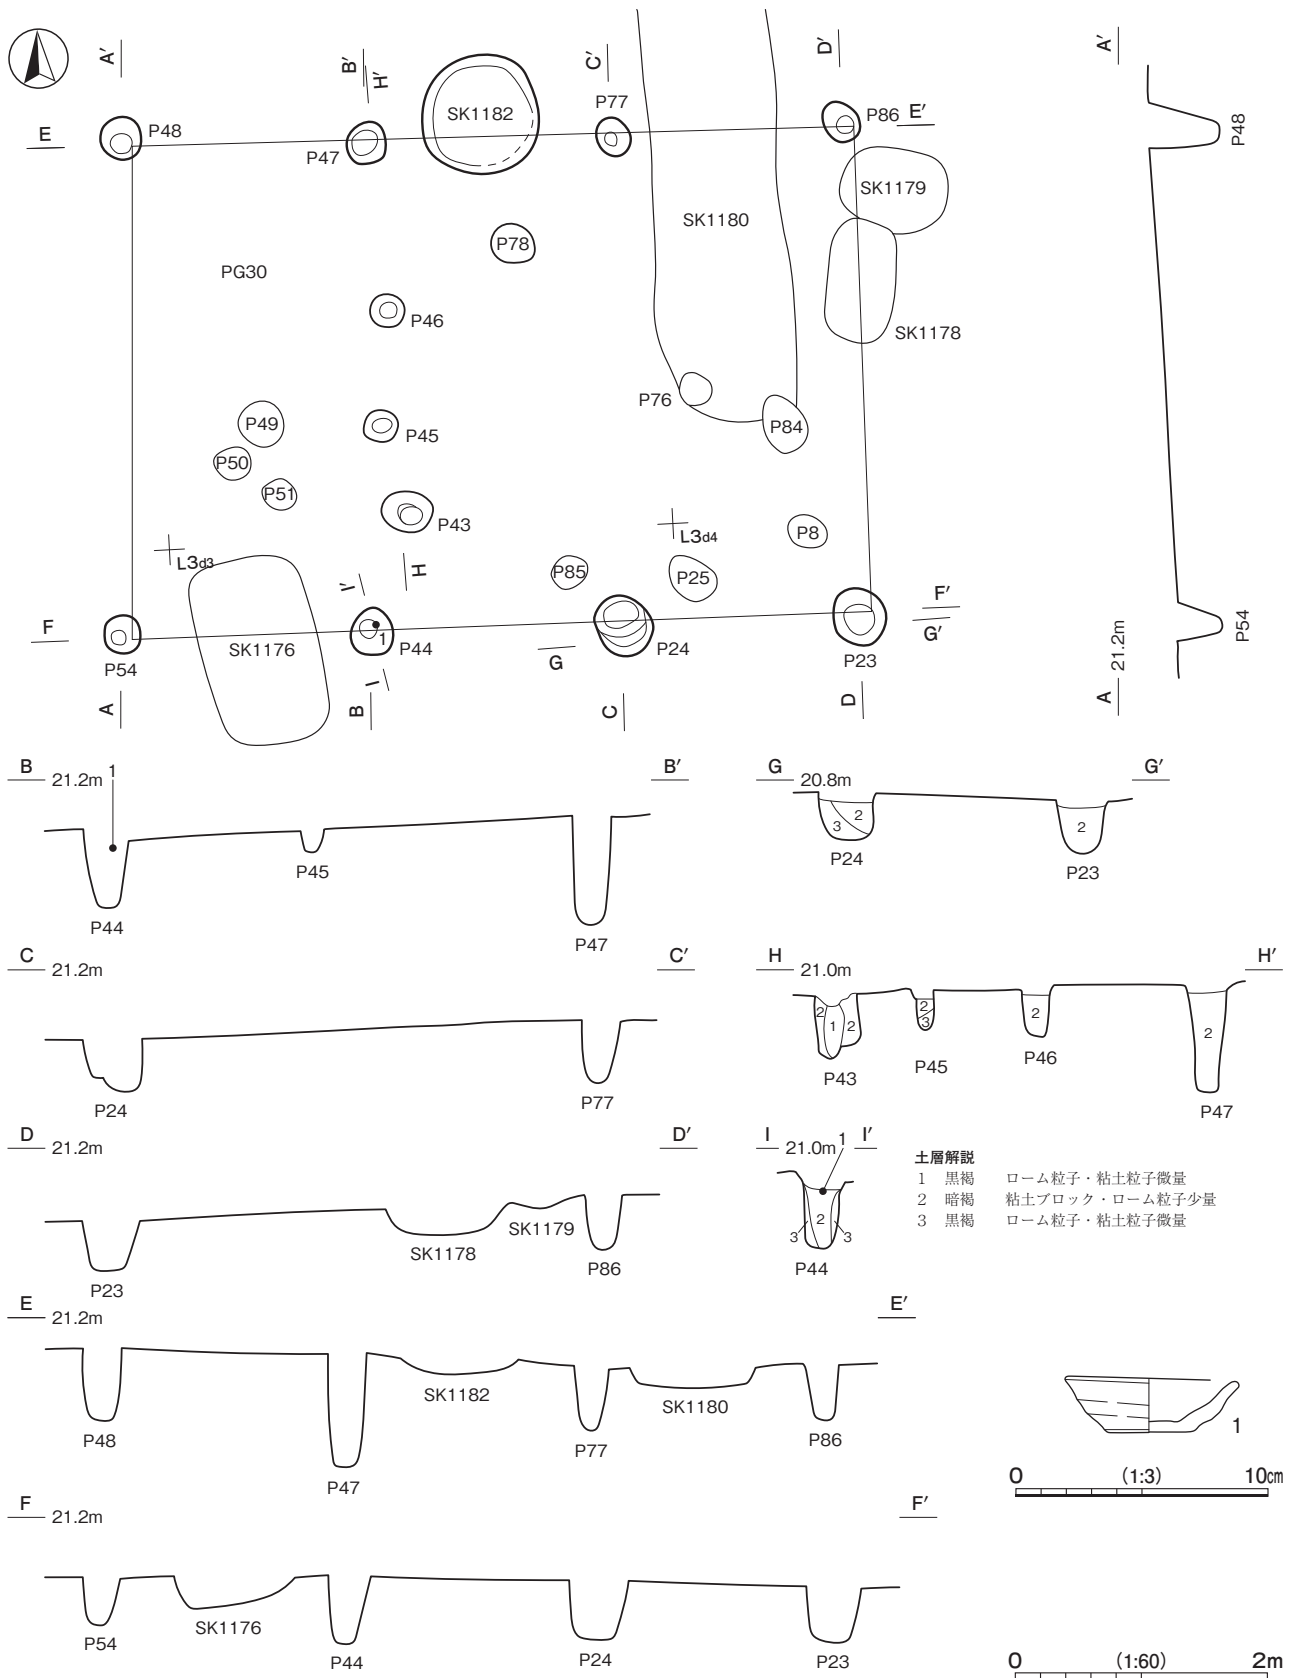 A′
B′
H′
C′
D′
A′
SK1182
P77
E
P48
P86
E′
P48
P47
SK1179
SK1180
P78
PG30
P46
SK1178
P76
P49
P84
P45
P50
P51
P43
P8
L3d4
L3d3
H
P85
P25
I′
F′
F
1
G′
P54
SK1176
P44
P24
G
P54
P23
21.2m
I
A
B
C
D
A
B 21.2m 1 B′
P45
P44
P47
G 20.8m G′
3 2
2
P24
P23
C 21.2m C′
P24
P77
H 21.0m H′
2 1 2
2
3
2
2
P43
P45
P46
P47
D 21.2m D′
SK1179
SK1178
P23
P86
I 21.0m 1 I′
2
3 3
P44
土層解説
1 黒褐 ローム粒子・粘土粒子微量
2 暗褐 粘土ブロック・ローム粒子少量
3 黒褐 ローム粒子・粘土粒子微量
E 21.2m E′
SK1182
SK1180
P48
P77
P86
P47
1
0 (1:3) 10㎝
F 21.2m F′
SK1176
P54
P44
P24
P23
0 (1:60) 2m